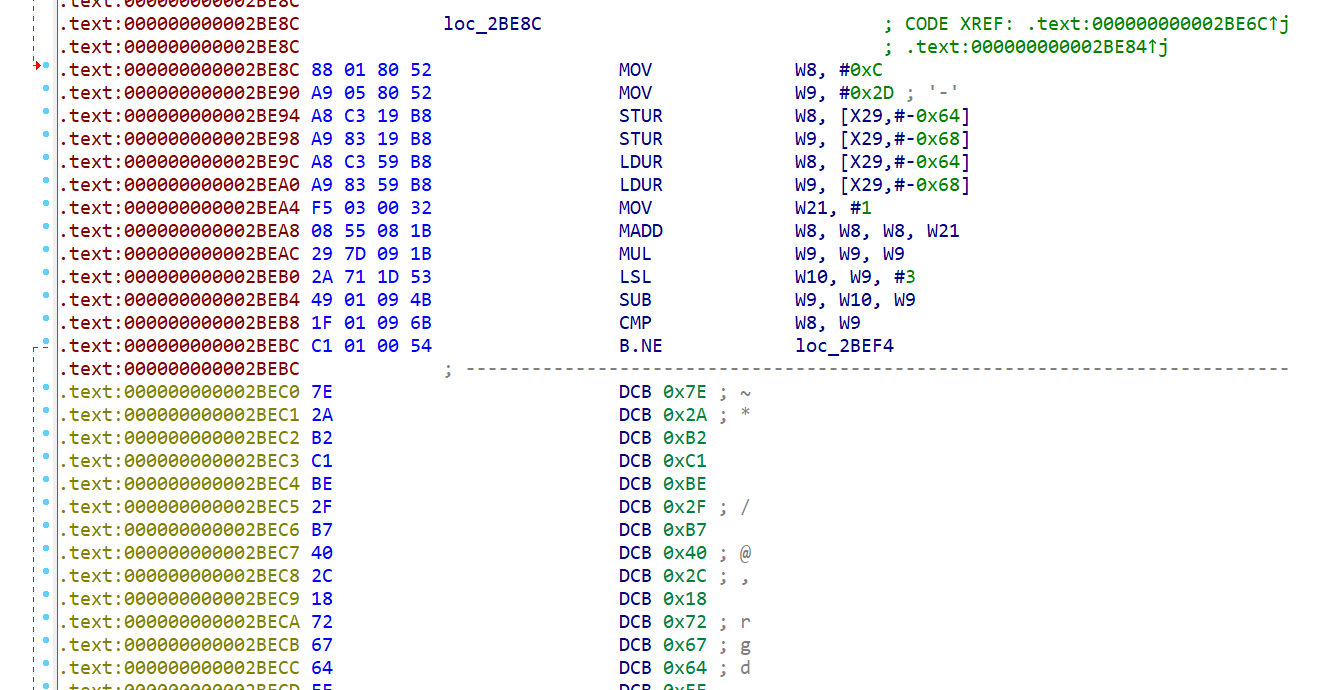 .text:000000000002BE8C
.text:000000000002BE8C loc_2BE8C ; CODE XREF: .text:000000000002BE6C↑j
.text:000000000002BE8C ; .text:000000000002BE84↑j
.text:000000000002BE8C 88 01 80 52 MOV W8, #0xC
.text:000000000002BE90 A9 05 80 52 MOV W9, #0x2D ; '-'
.text:000000000002BE94 A8 C3 19 B8 STUR W8, [X29,#-0x64]
.text:000000000002BE98 A9 83 19 B8 STUR W9, [X29,#-0x68]
.text:000000000002BE9C A8 C3 59 B8 LDUR W8, [X29,#-0x64]
.text:000000000002BEA0 A9 83 59 B8 LDUR W9, [X29,#-0x68]
.text:000000000002BEA4 F5 03 00 32 MOV W21, #1
.text:000000000002BEA8 08 55 08 1B MADD W8, W8, W8, W21
.text:000000000002BEAC 29 7D 09 1B MUL W9, W9, W9
.text:000000000002BEB0 2A 71 1D 53 LSL W10, W9, #3
.text:000000000002BEB4 49 01 09 4B SUB W9, W10, W9
.text:000000000002BEB8 1F 01 09 6B CMP W8, W9
.text:000000000002BEBC C1 01 00 54 B.NE loc_2BEF4
.text:000000000002BEBC ; ---------------------------------------------------------------------------
.text:000000000002BEC0 7E DCB 0x7E ; ~
.text:000000000002BEC1 2A DCB 0x2A ; *
.text:000000000002BEC2 B2 DCB 0xB2
.text:000000000002BEC3 C1 DCB 0xC1
.text:000000000002BEC4 BE DCB 0xBE
.text:000000000002BEC5 2F DCB 0x2F ; /
.text:000000000002BEC6 B7 DCB 0xB7
.text:000000000002BEC7 40 DCB 0x40 ; @
.text:000000000002BEC8 2C DCB 0x2C ; ,
.text:000000000002BEC9 18 DCB 0x18
.text:000000000002BECA 72 DCB 0x72 ; r
.text:000000000002BECB 67 DCB 0x67 ; g
.text:000000000002BECC 64 DCB 0x64 ; d